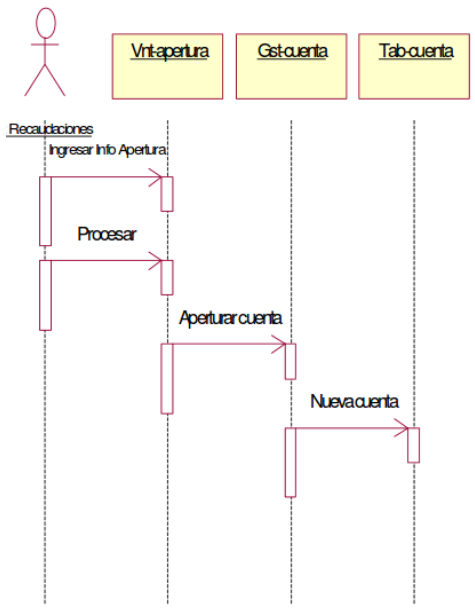 Vnt-apertura
Gst-cuenta
Tab-cuenta
Recaudaciones
Ingresar Info Apertura
Procesar
Aperturar cuenta
Nueva cuenta